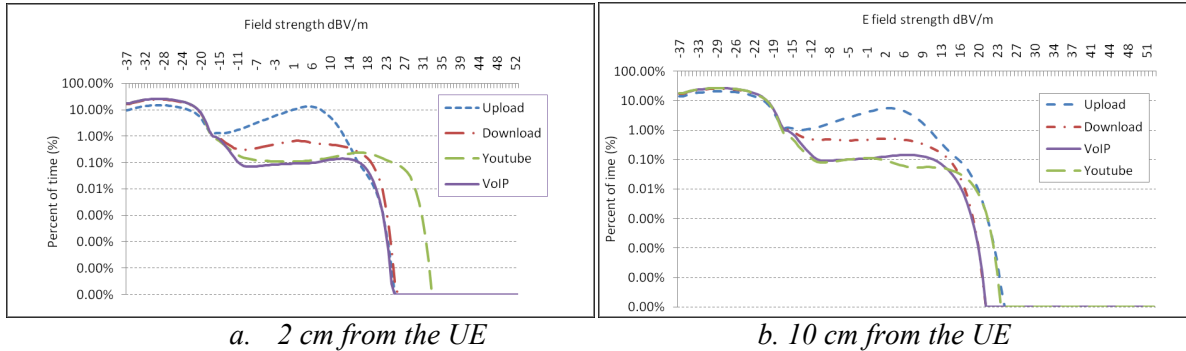 Field strength dBV/m
-37 -32 -28 -24 -20 -15 -11 -7 -3 1 6 10 14 18 23 27 31 35 40 44 48 52
100.00%
10.00%
1.00%
0.10%
0.01%
0.00%
0.00%
0.00%
0.00%
Percent of time (%)
Upload
Download
Youtube
VoIP
a. 2 cm from the UE
E field strength dBV/m
-37 -33 -29 -26 -22 -19 -15 -12 -8 -5 -1 2 6 9 13 16 20 23 27 30 34 37 41 44 48 51
100.00%
10.00%
1.00%
0.10%
0.01%
0.00%
0.00%
0.00%
0.00%
Percent of ime (%)
Upload
Download
VoIP
Youtube
b. 10 cm from the UE